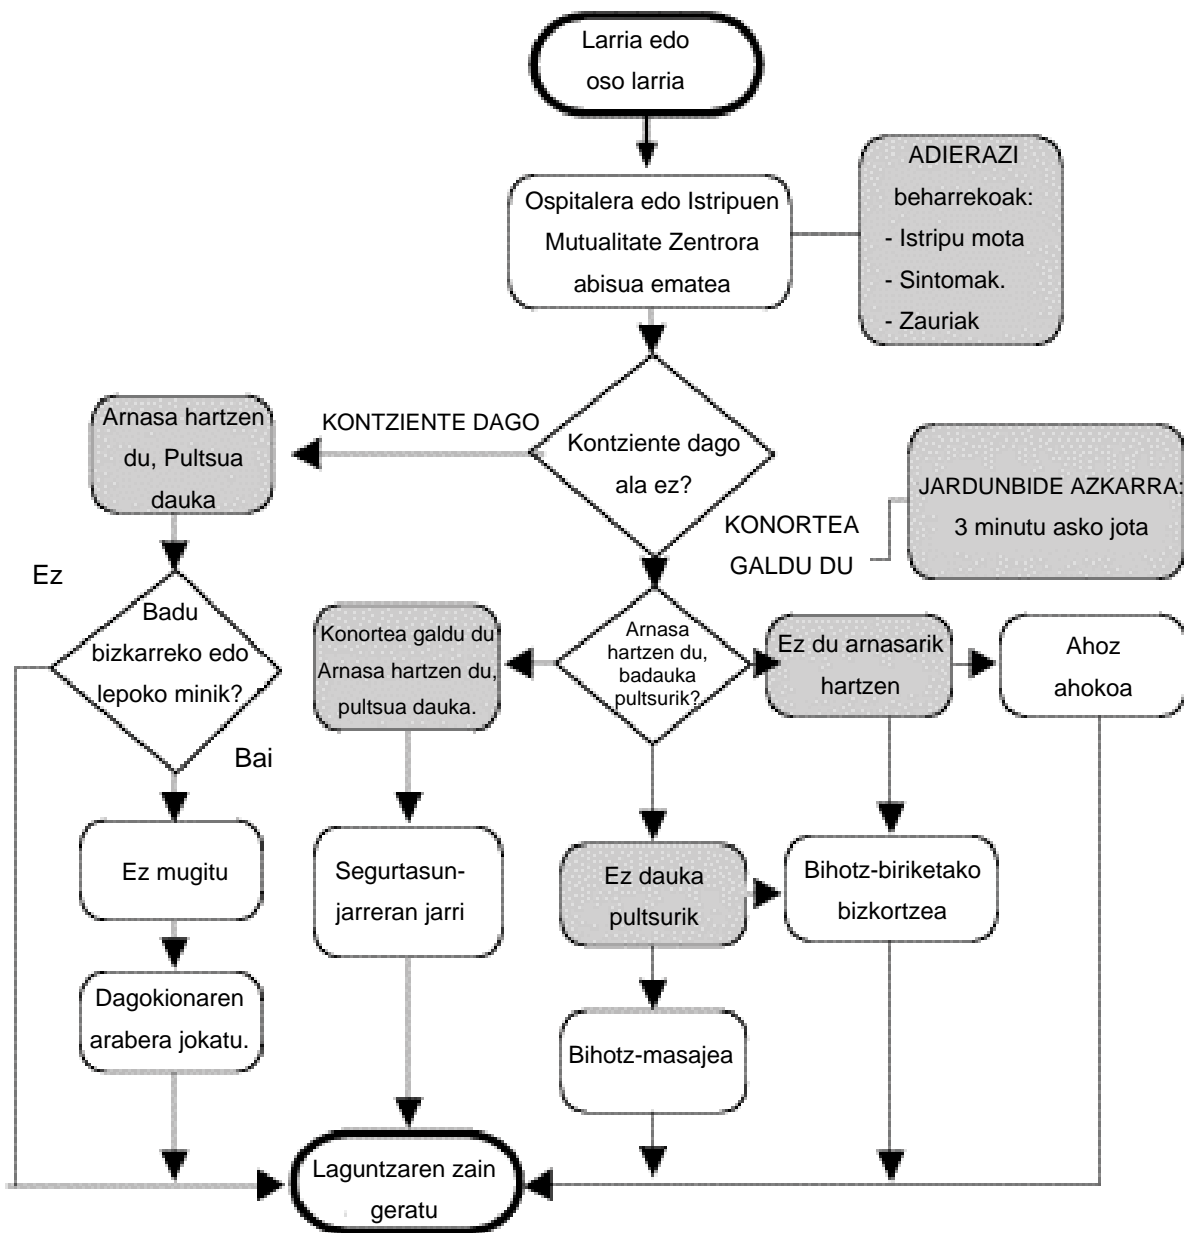 Larria edo
oso larria
Ospitalera edo Istripuen
Mutualitate Zentrora
abisua ematea
ADIERAZI
beharrekoak:
- Istripu mota
- Sintomak.
- Zauriak
Kontziente dago
ala ez?
KONTZIENTE DAGO
Arnasa hartzen
du, Pultsua
dauka
KONORTEA
GALDU DU
JARDUNBIDE AZKARRA:
3 minutu asko jota
Ez
Badu
bizkarreko edo
lepoko minik?
Bai
Konortea galdu du
Arnasa hartzen du,
pultsua dauka.
Arnasa
hartzen du,
badauka
pultsurik?
Ez du arnasarik
hartzen
Ahoz
ahokoa
Ez mugitu
Segurtasun-
jarreran jarri
Ez dauka
pultsurik
Bihotz-biriketako
bizkortzea
Dagokionaren
arabera jokatu.
Bihotz-masajea
Laguntzaren zain
geratu